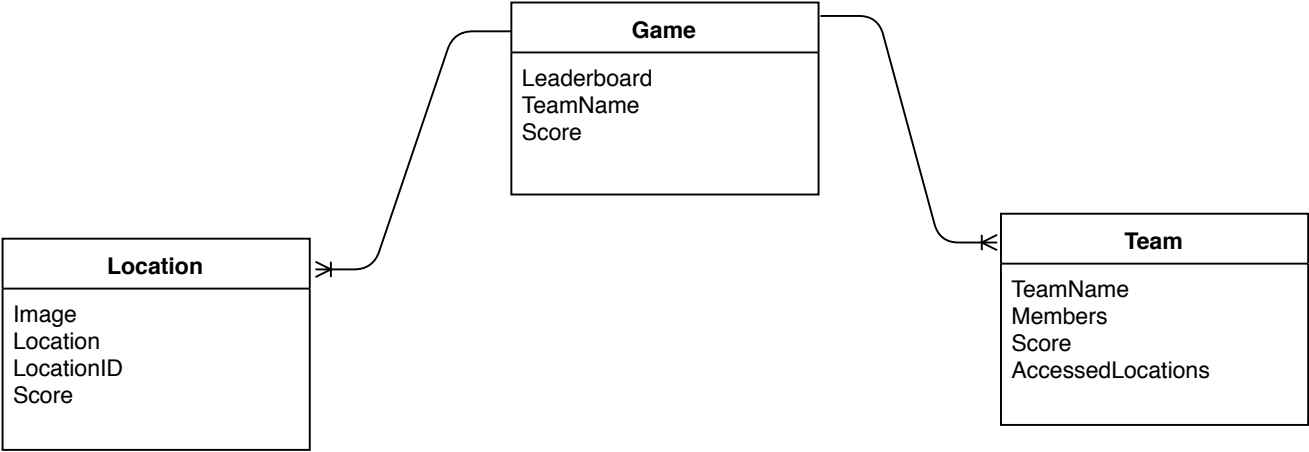 Game
Leaderboard
TeamName
Score
Location
Image
Location
LocationID
Score
Team
TeamName
Members
Score
AccessedLocations